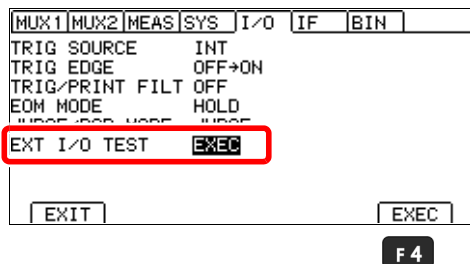 MUX1 MUX2 MEAS SYS I/O IF BIN
TRIG SOURCE INT
TRIG EDGE OFF→ON
TRIG/PRINT FILT OFF
EOM MODE HOLD
EXT I/O TEST EXEC
EXIT EXEC
F4